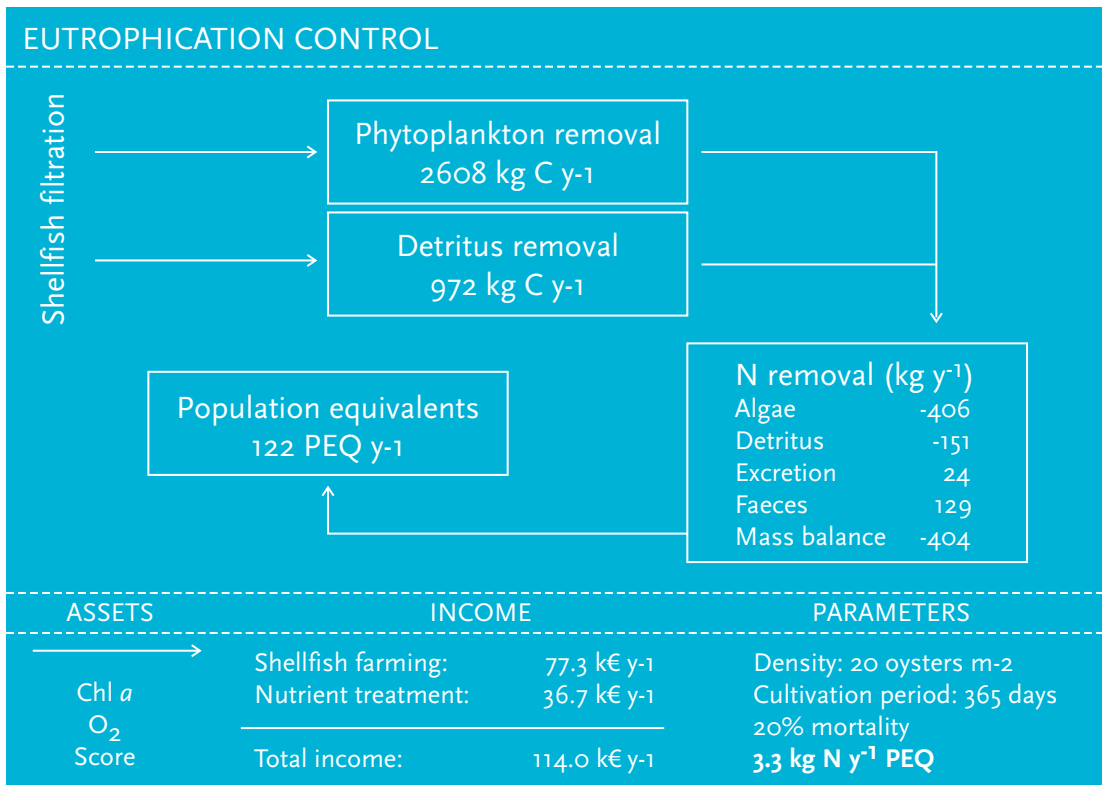 EUTROPHICATION CONTROL
Shellfish filtration
Phytoplankton removal
2608 kg C y-1
Detritus removal
972 kg C y-1
N removal (kg y⁻¹)
Algae -406
Detritus -151
Excretion 24
Faeces 129
Mass balance -404
Population equivalents
122 PEQ y-1
ASSETS
Chl a
O₂
Score
INCOME
Shellfish farming: 77.3 k€ y-1
Nutrient treatment: 36.7 k€ y-1
Total income: 114.0 k€ y-1
PARAMETERS
Density: 20 oysters m-2
Cultivation period: 365 days
20% mortality
3.3 kg N y⁻¹ PEQ